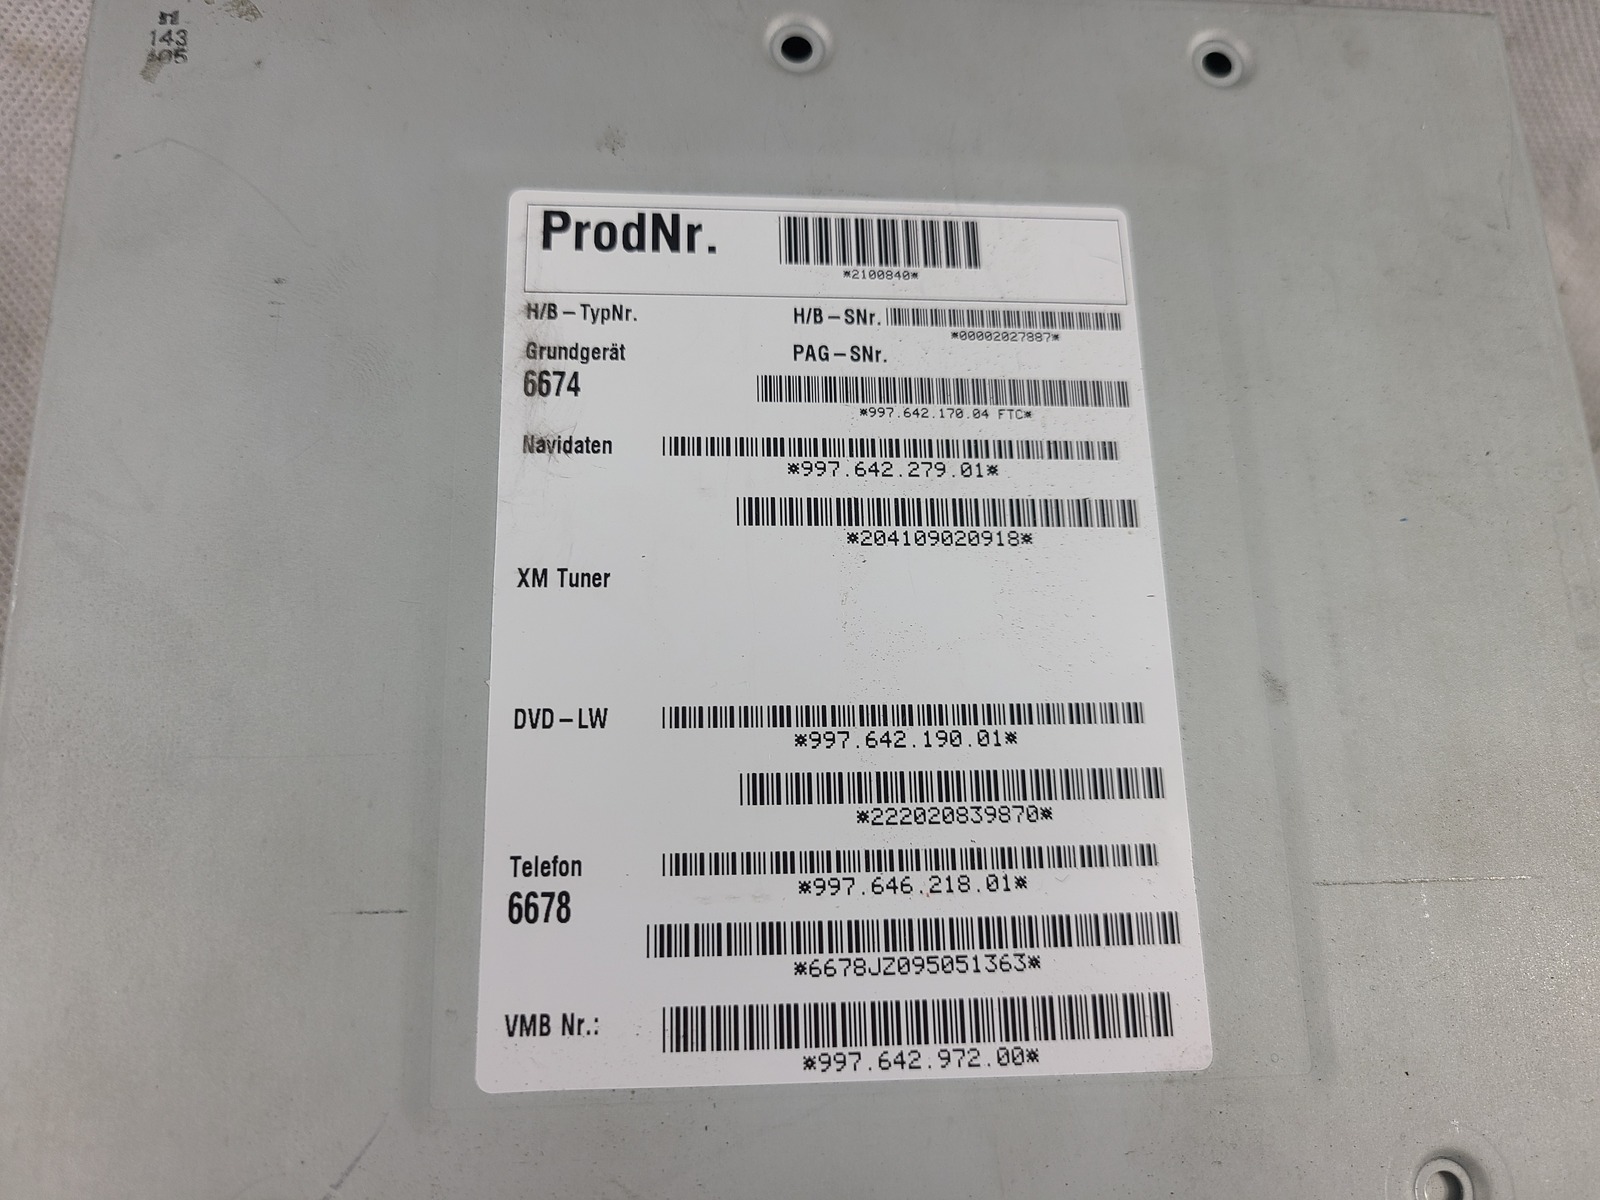 143
ProdNr.
*2100840*
H/B-TypNr.
H/B-SNr.
*00002027887*
Grundgerät
PAG-SNr.
6674
*997.642.170.04 FTC*
Navidaten
*997.642.279.01*
*204109020918*
XM Tuner
DVD-LW
*997.642.190.01*
*222020839870*
Telefon
*997.646.218.01*
6678
*6678JZ095051363*
VMB Nr.:
*997.642.972.00*